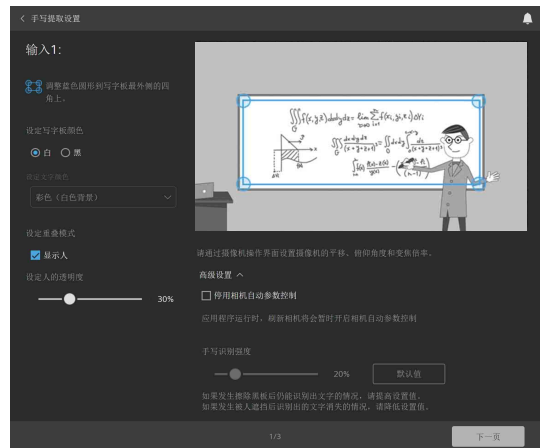 手写提取设置
输入1:
调整蓝色圆形到写字板最外侧的四
角上。
设定写字板颜色
白 黑
设定文字颜色
彩色（白色背景）
设定重叠模式
显示人
设定人的透明度
30%
请通过摄像机操作界面设置摄像机的平移、俯仰角度和变焦倍率。
高级设置
停用相机自动参数控制
应用程序运行时，刷新相机将会暂时开启相机自动参数控制
手写识别强度
20% 默认值
如果发生擦除黑板后仍能识别出文字的情况，请提高设置值。
如果发生被人遮挡后识别出的文字消失的情况，请降低设置值。
1/3 下一页